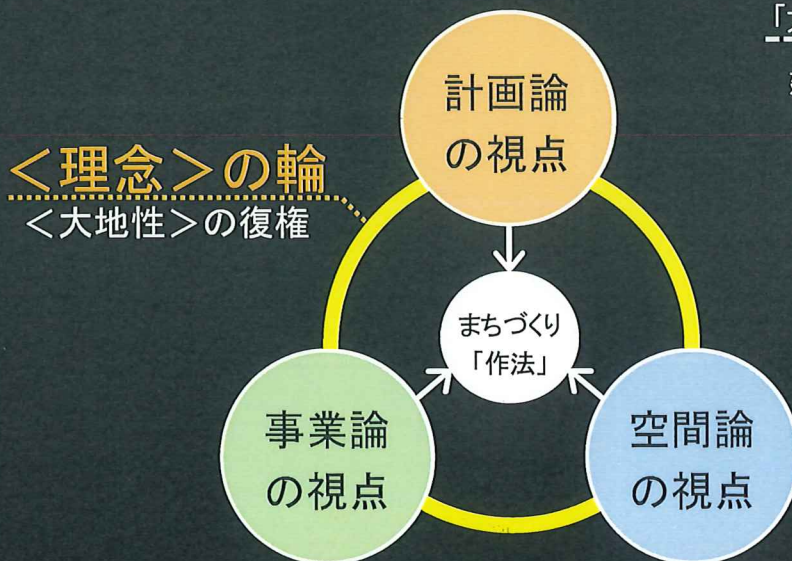 計画論
の視点
＜理念＞の輪
＜大地性＞の復権
まちづくり
「作法」
事業論
の視点
空間論
の視点